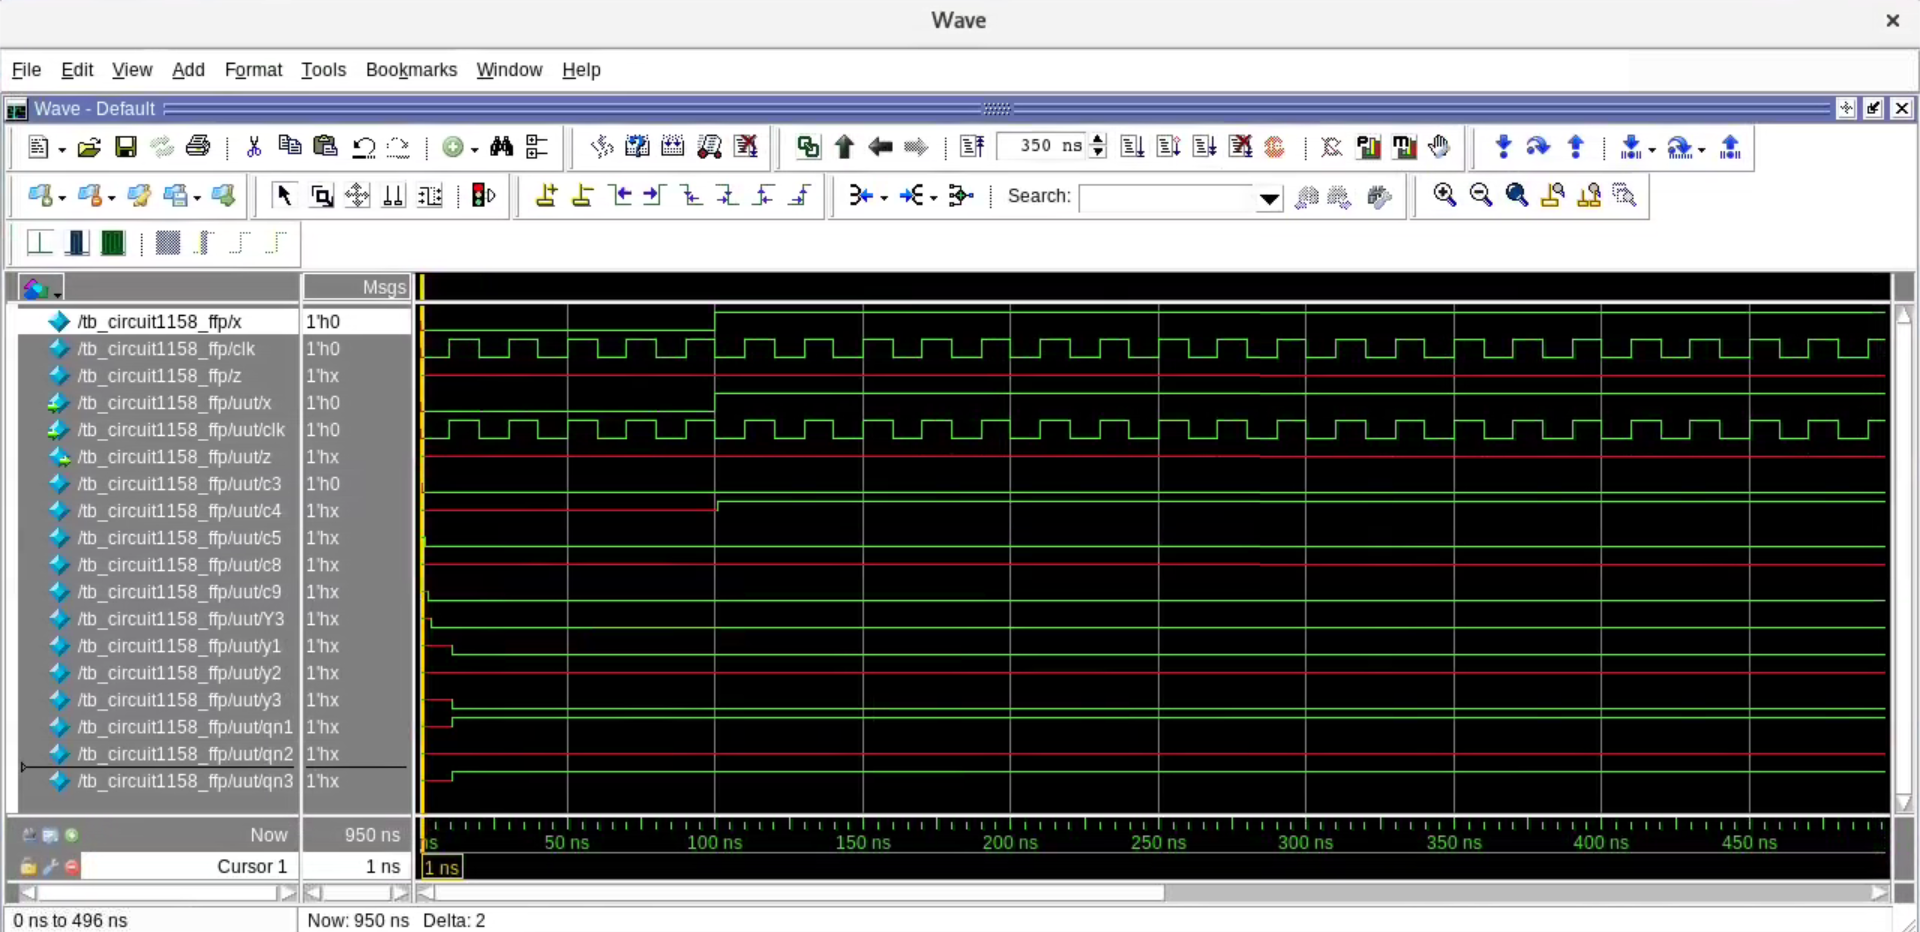 Wave
File Edit View Add Format Tools Bookmarks Window Help
Wave - Default
350 ns
Search:
Msgs
/tb_circuit1158_ffp/x 1'h0
/tb_circuit1158_ffp/clk 1'h0
/tb_circuit1158_ffp/z 1'hx
/tb_circuit1158_ffp/uut/x 1'h0
/tb_circuit1158_ffp/uut/clk 1'h0
/tb_circuit1158_ffp/uut/z 1'hx
/tb_circuit1158_ffp/uut/c3 1'h0
/tb_circuit1158_ffp/uut/c4 1'hx
/tb_circuit1158_ffp/uut/c5 1'hx
/tb_circuit1158_ffp/uut/c8 1'hx
/tb_circuit1158_ffp/uut/c9 1'hx
/tb_circuit1158_ffp/uut/Y3 1'hx
/tb_circuit1158_ffp/uut/y1 1'hx
/tb_circuit1158_ffp/uut/y2 1'hx
/tb_circuit1158_ffp/uut/y3 1'hx
/tb_circuit1158_ffp/uut/qn1 1'hx
/tb_circuit1158_ffp/uut/qn2 1'hx
/tb_circuit1158_ffp/uut/qn3 1'hx
Now 950 ns ns 50 ns 100 ns 150 ns 200 ns 250 ns 300 ns 350 ns 400 ns 450 ns
Cursor 1 1 ns 1 ns
0 ns to 496 ns Now: 950 ns Delta: 2